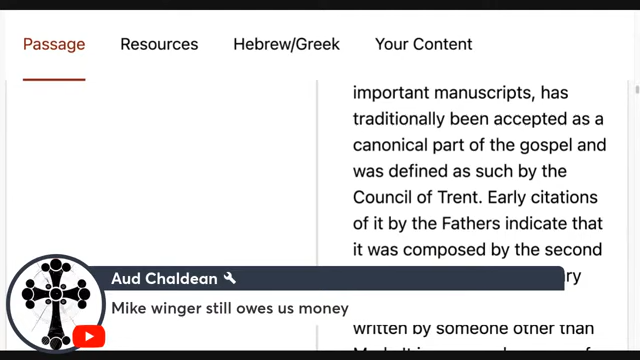 Passage Resources Hebrew/Greek Your Content
important manuscripts, has
traditionally been accepted as a
canonical part of the gospel and
was defined as such by the
Council of Trent. Early citations
of it by the Fathers indicate that
it was composed by the second
ry
Aud Chaldean
Mike winger still owes us money
written by someone other than